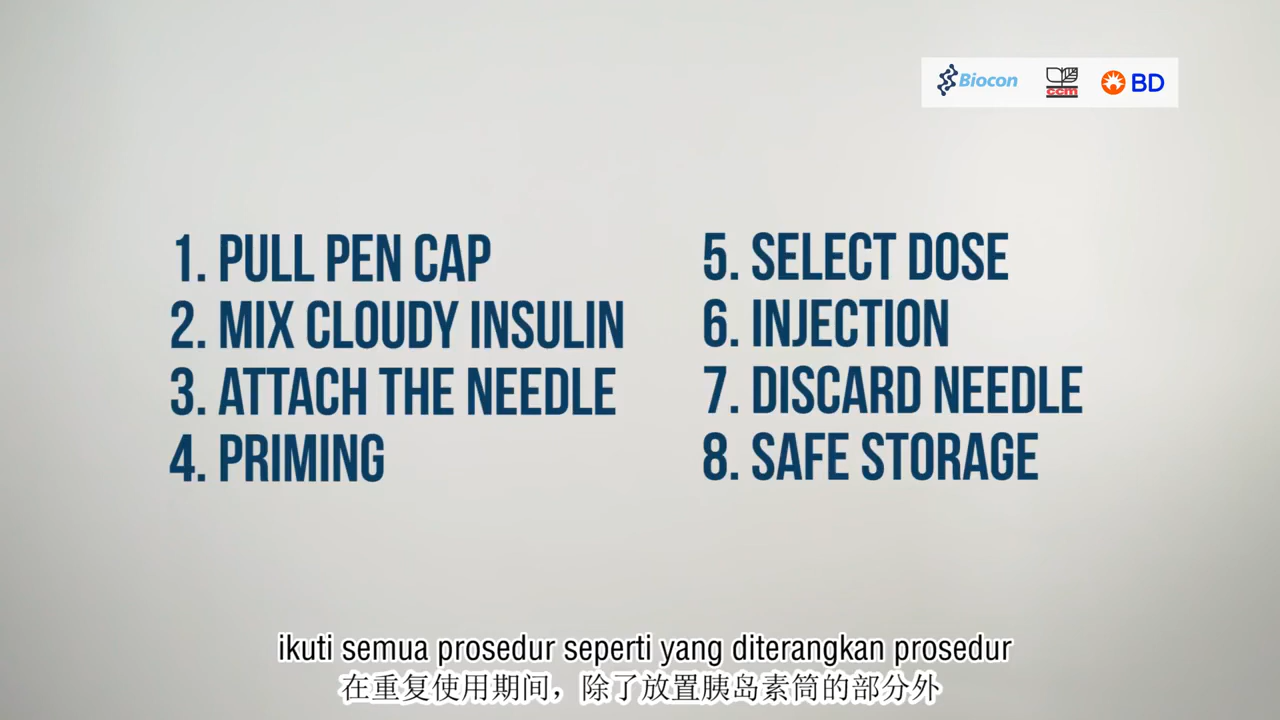 Biocon
ccm
BD
1. PULL PEN CAP
2. MIX CLOUDY INSULIN
3. ATTACH THE NEEDLE
4. PRIMING
5. SELECT DOSE
6. INJECTION
7. DISCARD NEEDLE
8. SAFE STORAGE
ikuti semua prosedur seperti yang diterangkan prosedur
在重复使用期间，除了放置胰岛素筒的部分外